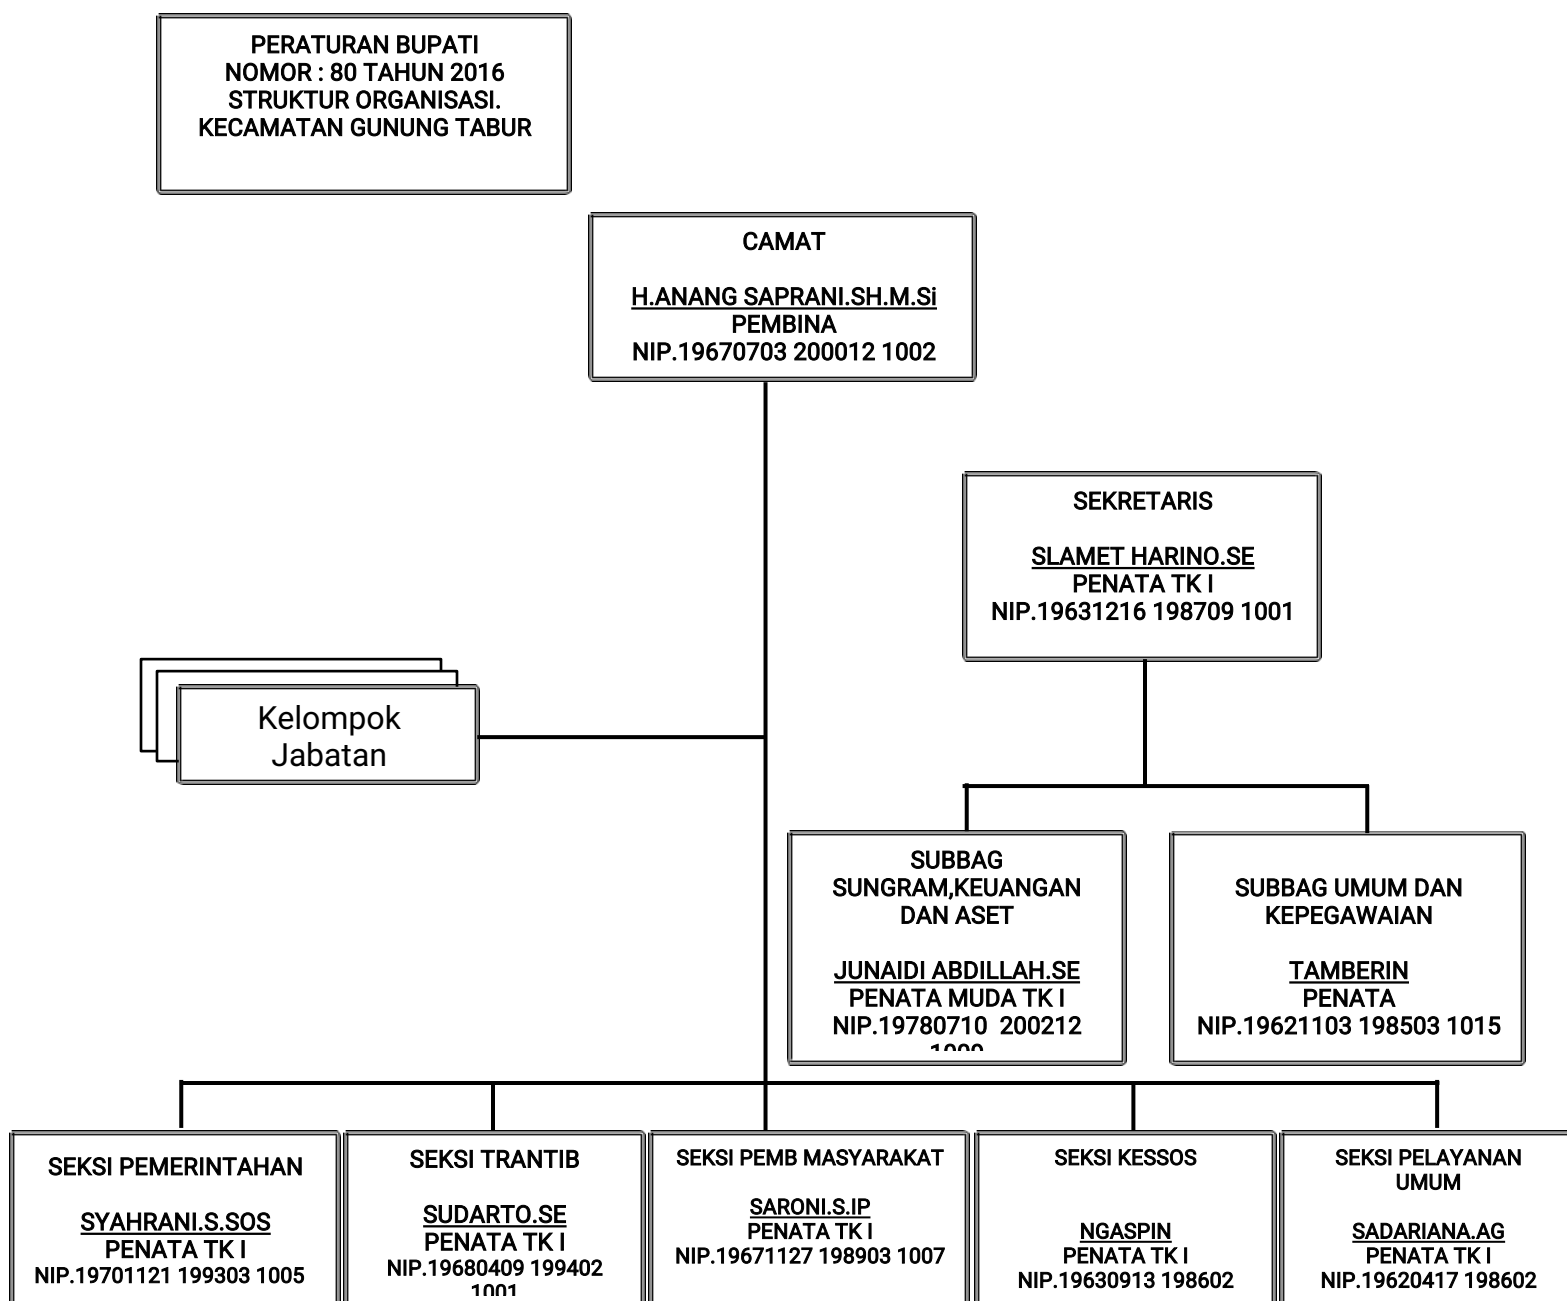 PERATURAN BUPATI
NOMOR : 80 TAHUN 2016
STRUKTUR ORGANISASI.
KECAMATAN GUNUNG TABUR
CAMAT
H.ANANG SAPRANI.SH.M.Si
PEMBINA
NIP.19670703 200012 1002
SEKRETARIS
SLAMET HARINO.SE
PENATA TK I
NIP.19631216 198709 1001
Kelompok
Jabatan
SUBBAG
SUNGRAM,KEUANGAN
DAN ASET
JUNAIDI ABDILLAH.SE
PENATA MUDA TK I
NIP.19780710  200212
SUBBAG UMUM DAN
KEPEGAWAIAN
TAMBERIN
PENATA
NIP.19621103 198503 1015
SEKSI PEMERINTAHAN
SYAHRANI.S.SOS
PENATA TK I
NIP.19701121 199303 1005
SEKSI TRANTIB
SUDARTO.SE
PENATA TK I
NIP.19680409 199402
1001
SEKSI PEMB MASYARAKAT
SARONI.S.IP
PENATA TK I
NIP.19671127 198903 1007
SEKSI KESSOS
NGASPIN
PENATA TK I
NIP.19630913 198602
SEKSI PELAYANAN
UMUM
SADARIANA.AG
PENATA TK I
NIP.19620417 198602